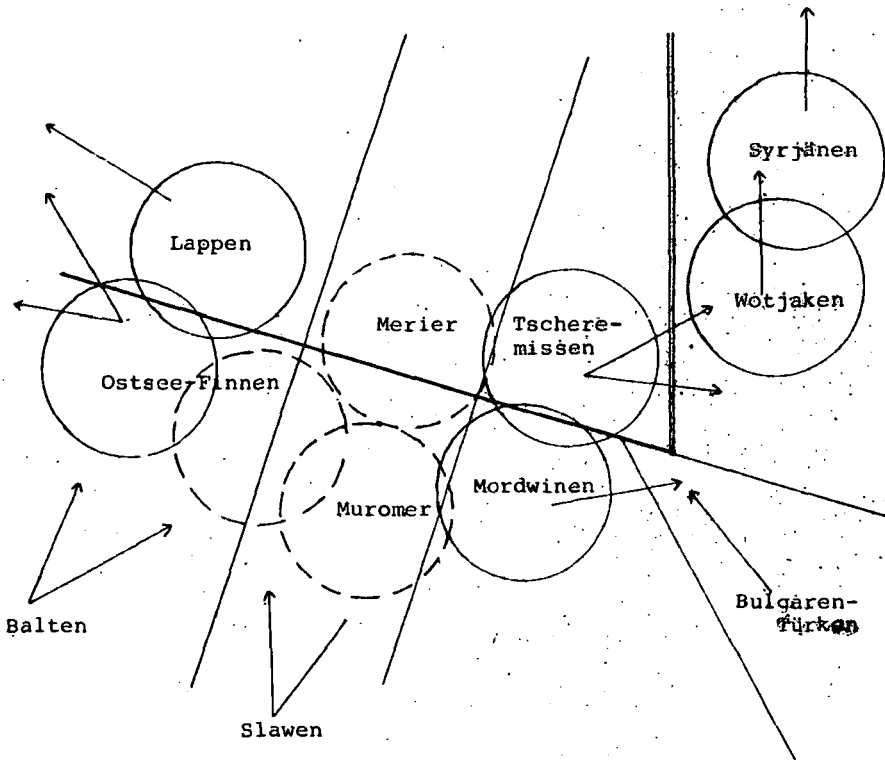 Syrjänen
Lappen
Wotjaken
Merier
Tschere-
missen
Ostsee-Finnen
Mordwinen
Muromer
Bulgaren-
Türken
Balten
Slawen